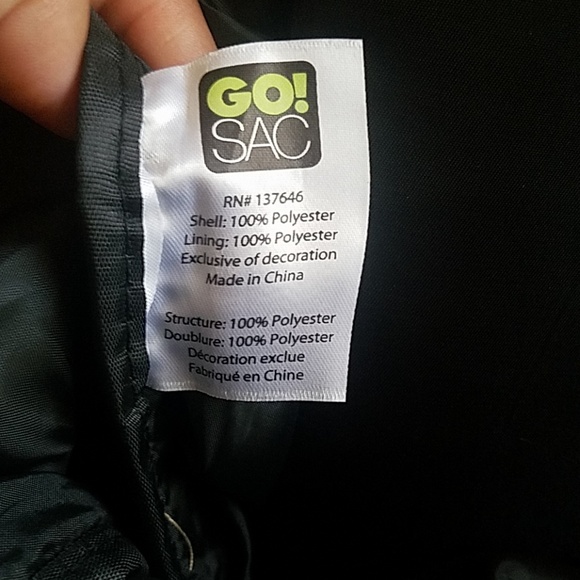 GO!
SAC
RN# 137646
Shell: 100% Polyester
Lining: 100% Polyester
Exclusive of decoration
Made in China
Structure: 100% Polyester
Doublure: 100% Polyester
Décoration exclue
Fabriqué en Chine